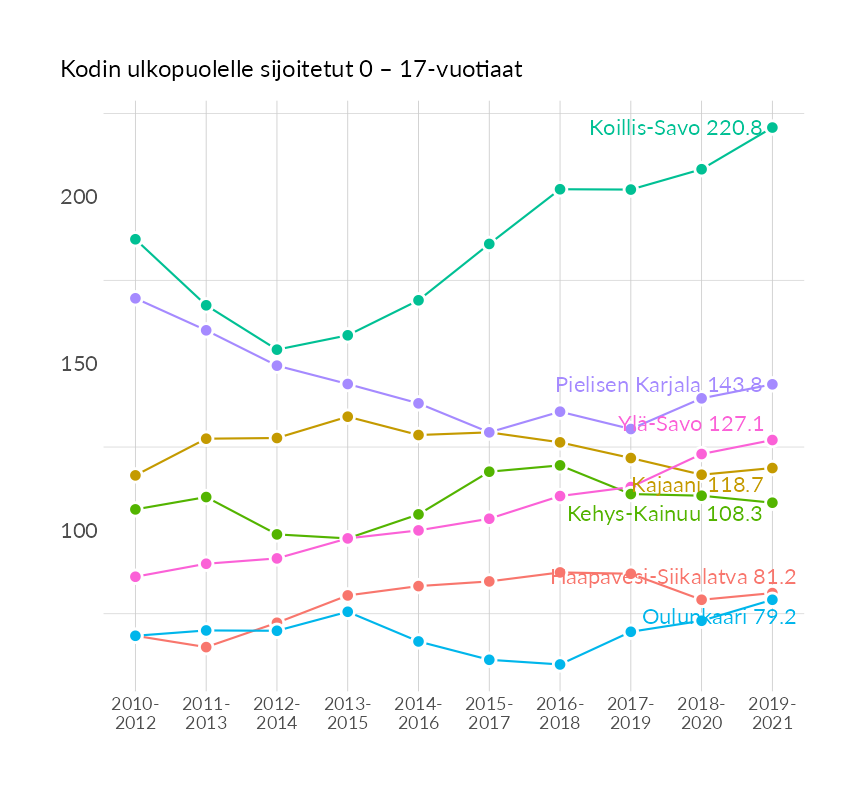 Kodin ulkopuolelle sijoitetut 0 – 17-vuotiaat
Koillis-Savo 220.8
200
150
Pielisen Karjala 143.8
Ylä-Savo 127.1
Kajaani 118.7
Kehys-Kainuu 108.3
100
Haapavesi-Siikalatva 81.2
Oulunkaari 79.2
2010- 2011- 2012- 2013- 2014- 2015- 2016- 2017- 2018- 2019-
2012 2013 2014 2015 2016 2017 2018 2019 2020 2021